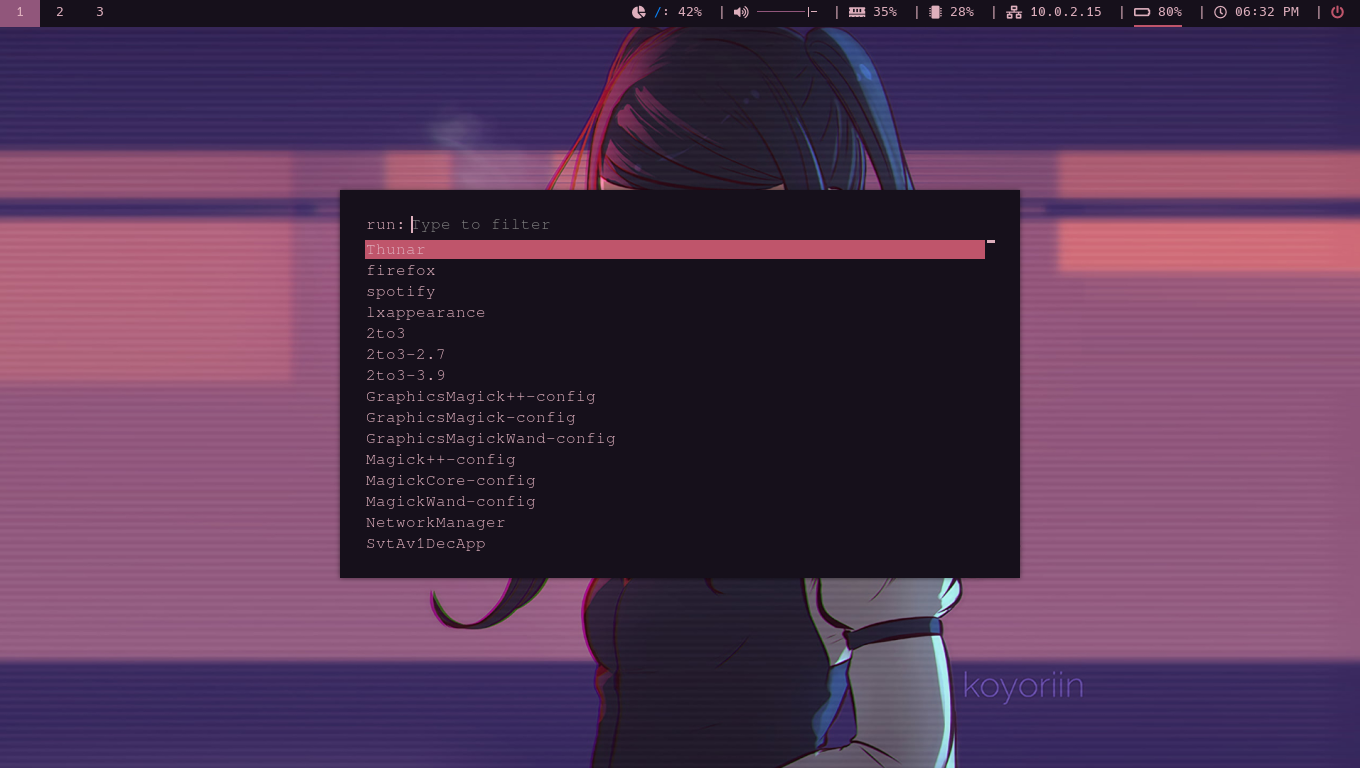 1 2 3 /: 42% | | 35% | 28% | 10.0.2.15 | 80% | 06:32 PM |
run: Type to filter
Thunar
firefox
spotify
lxappearance
2to3
2to3-2.7
2to3-3.9
GraphicsMagick++-config
GraphicsMagick-config
GraphicsMagickWand-config
Magick++-config
MagickCore-config
MagickWand-config
NetworkManager
SvtAv1DecApp
koyoriin